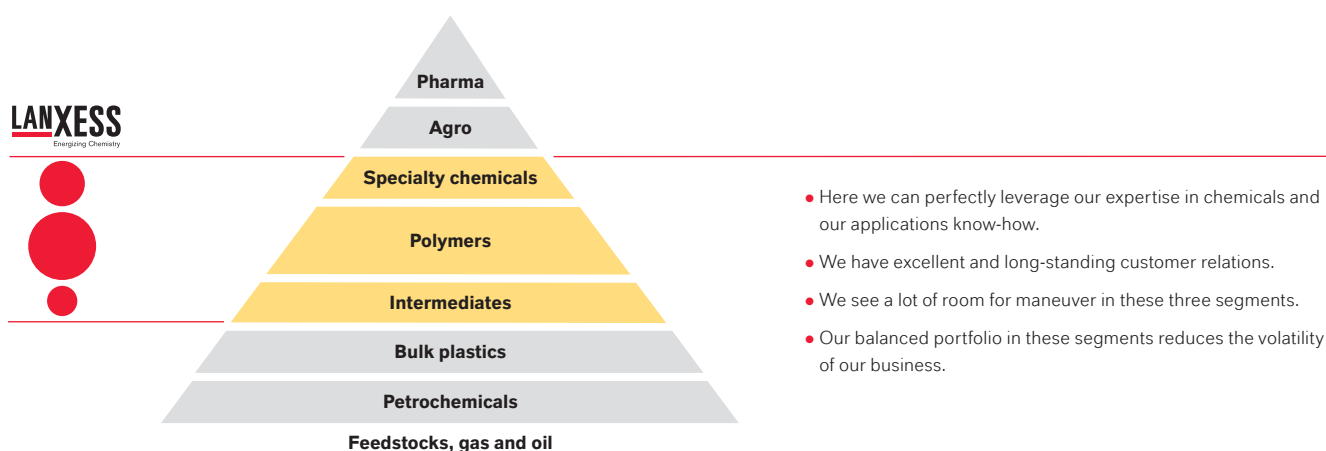 Pharma
LANXESS
Energizing Chemistry
Agro
Specialty chemicals
Polymers
Intermediates
Bulk plastics
Petrochemicals
Feedstocks, gas and oil
• Here we can perfectly leverage our expertise in chemicals and
our applications know-how.
• We have excellent and long-standing customer relations.
• We see a lot of room for maneuver in these three segments.
• Our balanced portfolio in these segments reduces the volatility
of our business.